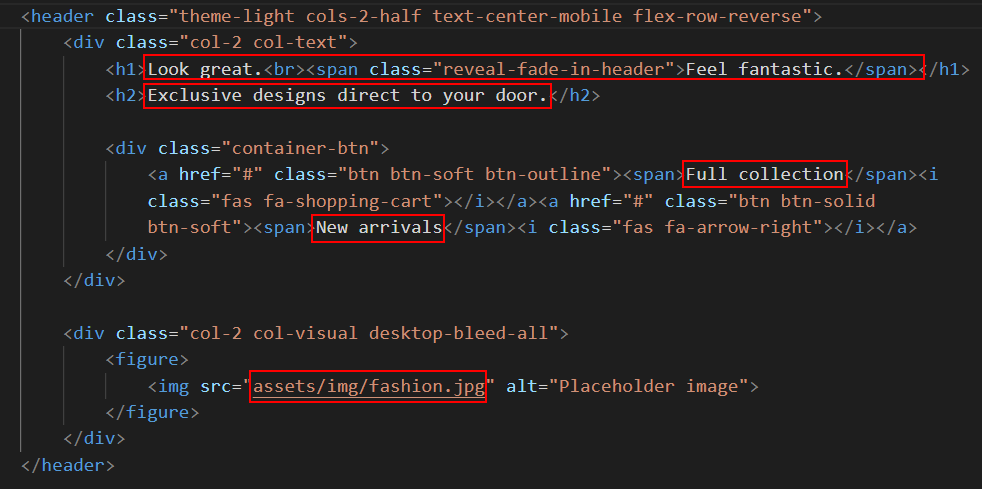 <header class="theme-light cols-2-half text-center-mobile flex-row-reverse">
<div class="col-2 col-text">
<h1>Look great.<br><span class="reveal-fade-in-header">Feel fantastic.</span></h1>
<h2>Exclusive designs direct to your door.</h2>
<div class="container-btn">
<a href="#" class="btn btn-soft btn-outline"><span>Full collection</span><i
class="fas fa-shopping-cart"></i></a><a href="#" class="btn btn-solid
btn-soft"><span>New arrivals</span><i class="fas fa-arrow-right"></i></a>
</div>
</div>
<div class="col-2 col-visual desktop-bleed-all">
<figure>
<img src="assets/img/fashion.jpg" alt="Placeholder image">
</figure>
</div>
</header>